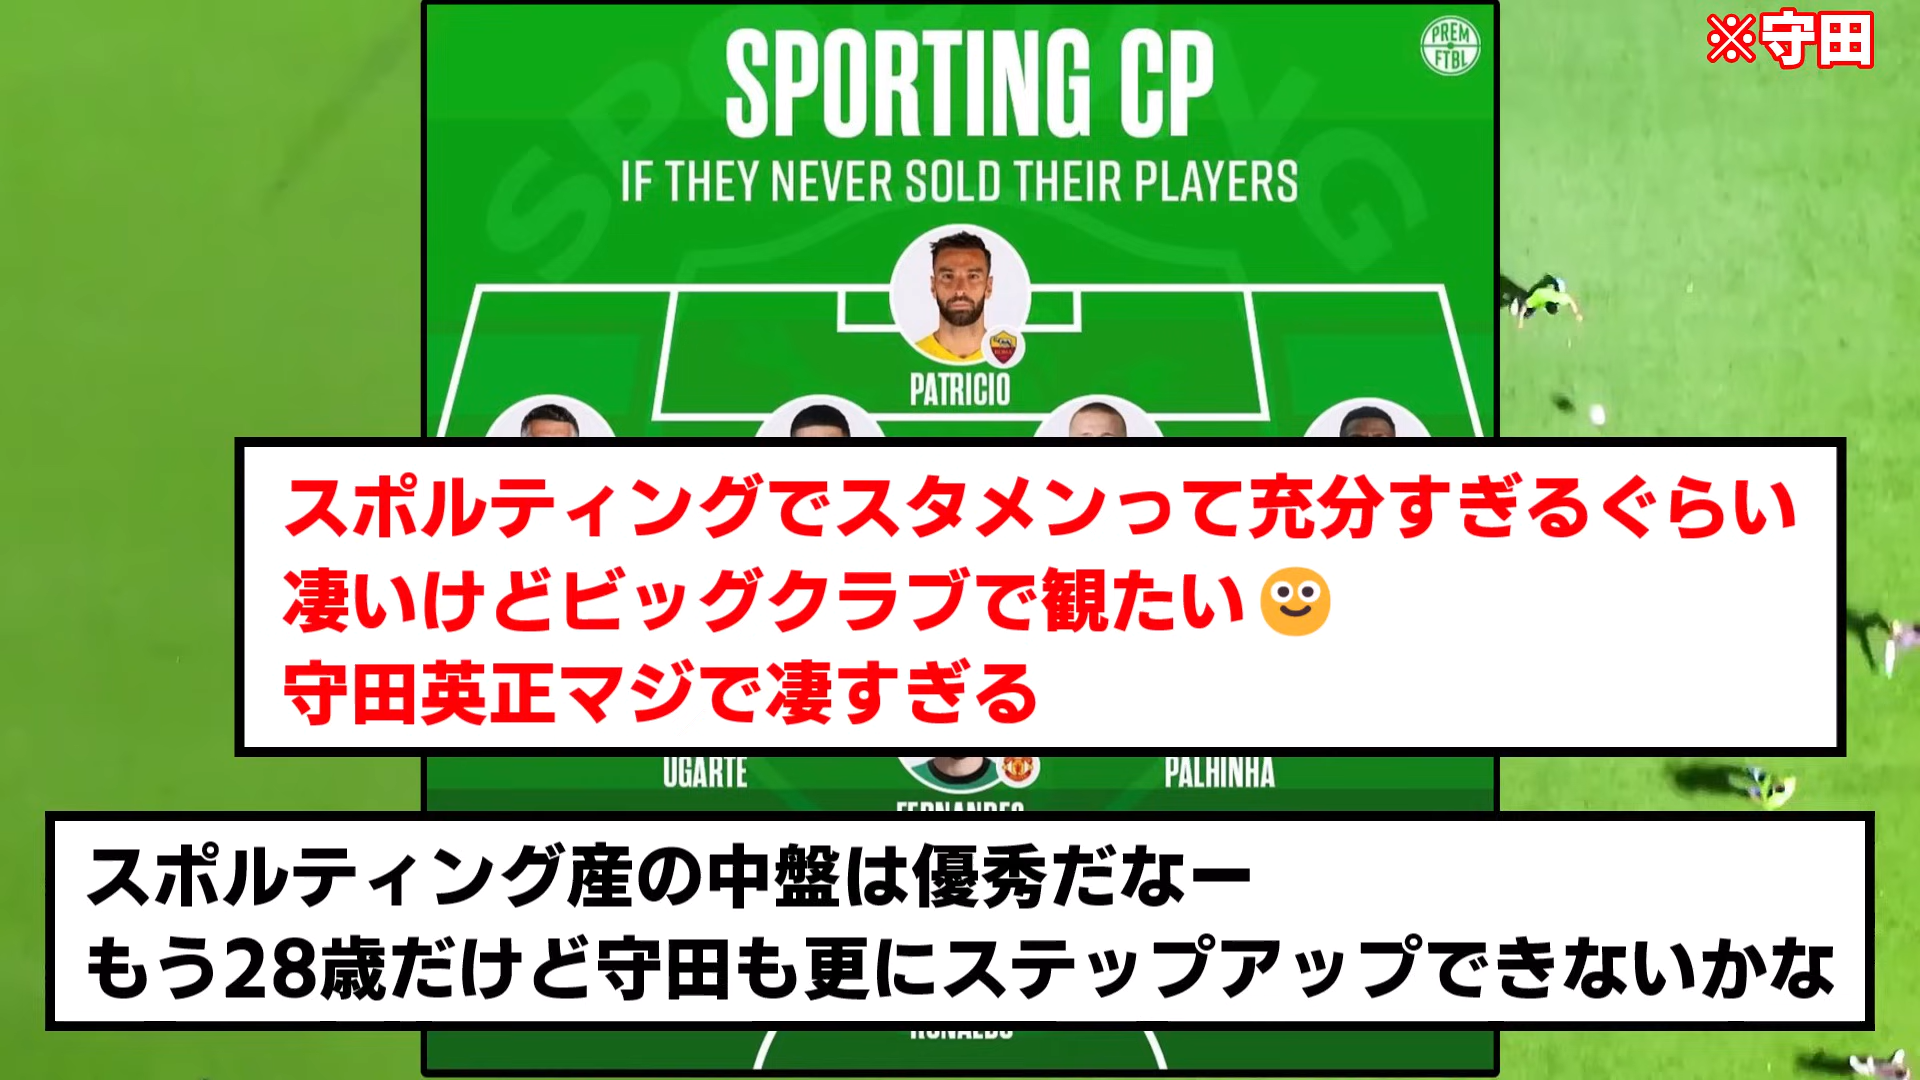 ※守田
PREM
FTBL
SPORTING CP
IF THEY NEVER SOLD THEIR PLAYERS
PATRICIO
スポルティングでスタメンって充分すぎるぐらい
凄いけどビッグクラブで観たい
守田英正マジで凄すぎる
UGARTE
PALHINHA
FERNANDES
スポルティング産の中盤は優秀だなー
もう28歳だけど守田も更にステップアップできないかな
RONALDO